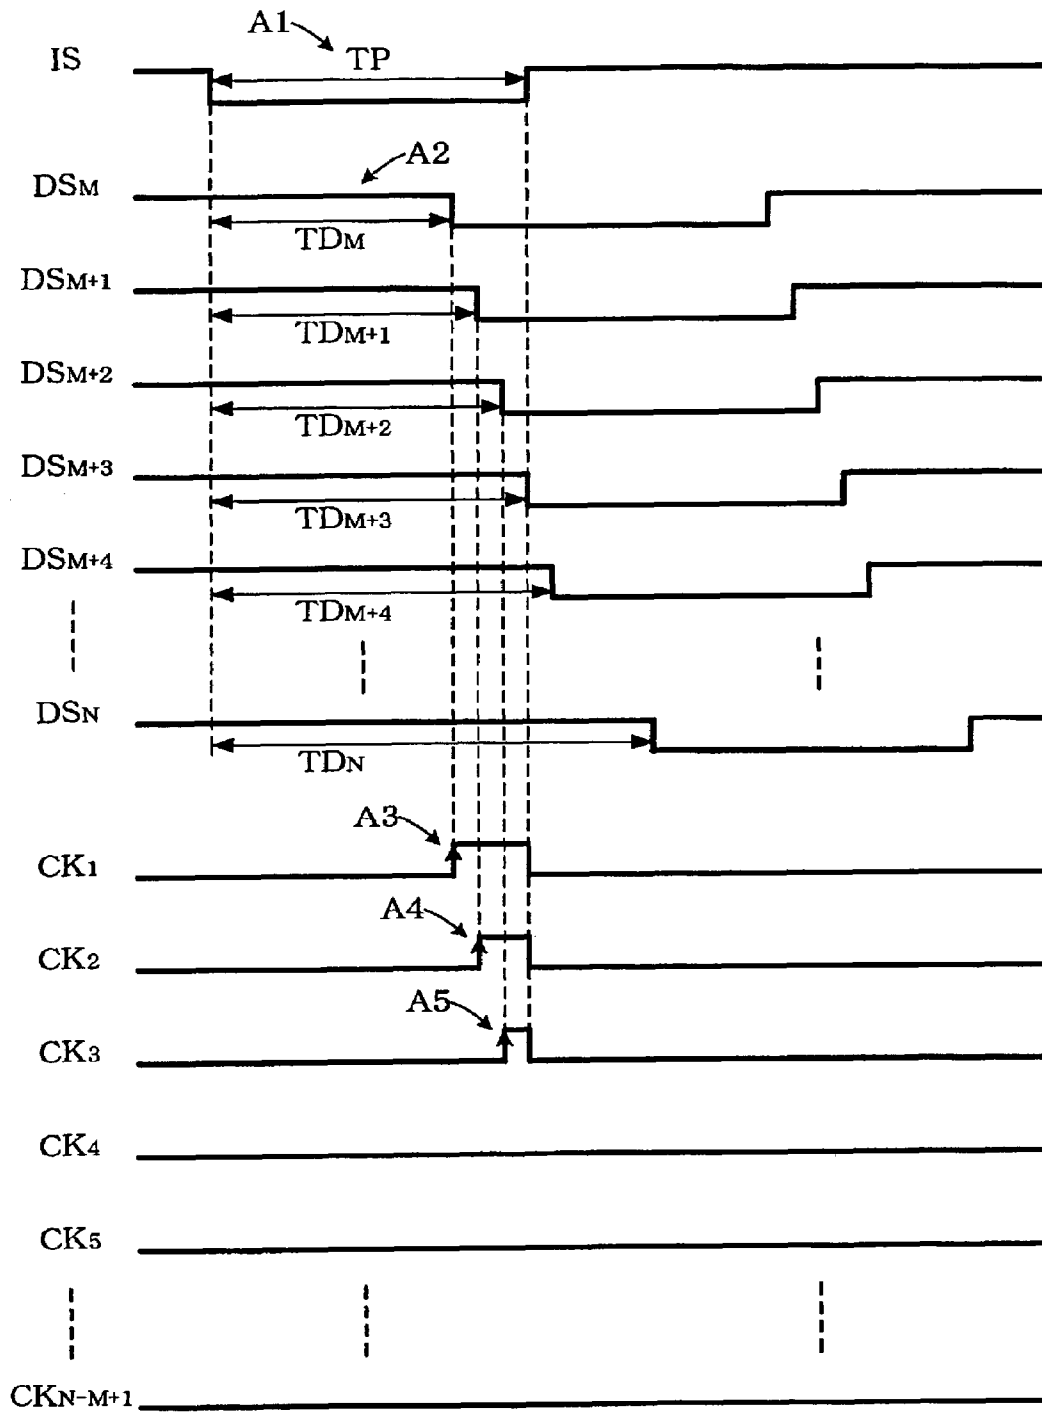 A1
IS
TP
A2
DSM
TDM
DSM+1
TDM+1
DSM+2
TDM+2
DSM+3
TDM+3
DSM+4
TDM+4
DSN
TDN
A3
CK1
A4
CK2
A5
CK3
CK4
CK5
CKN-M+1